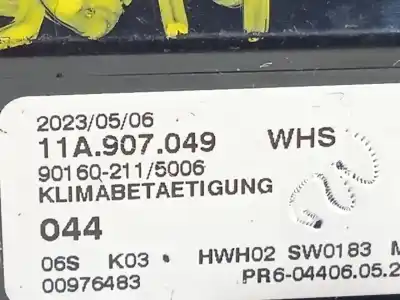 2023/05/06
11A.907.049 WHS
90160-211/5006
KLIMABETAETIGUNG
044
06S K03 HWH02 SW0183
00976483 PR6-04406.05.2